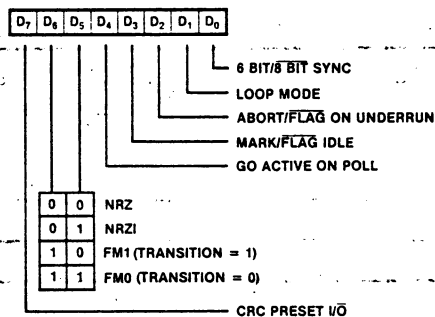 D7 D6 D5 D4 D3 D2 D1 D0
6 BIT/8 BIT SYNC
LOOP MODE
ABORT/FLAG ON UNDERRUN
MARK/FLAG IDLE
GO ACTIVE ON POLL
0 0 NRZ
0 1 NRZI
1 0 FM1 (TRANSITION = 1)
1 1 FM0 (TRANSITION = 0)
CRC PRESET I/O